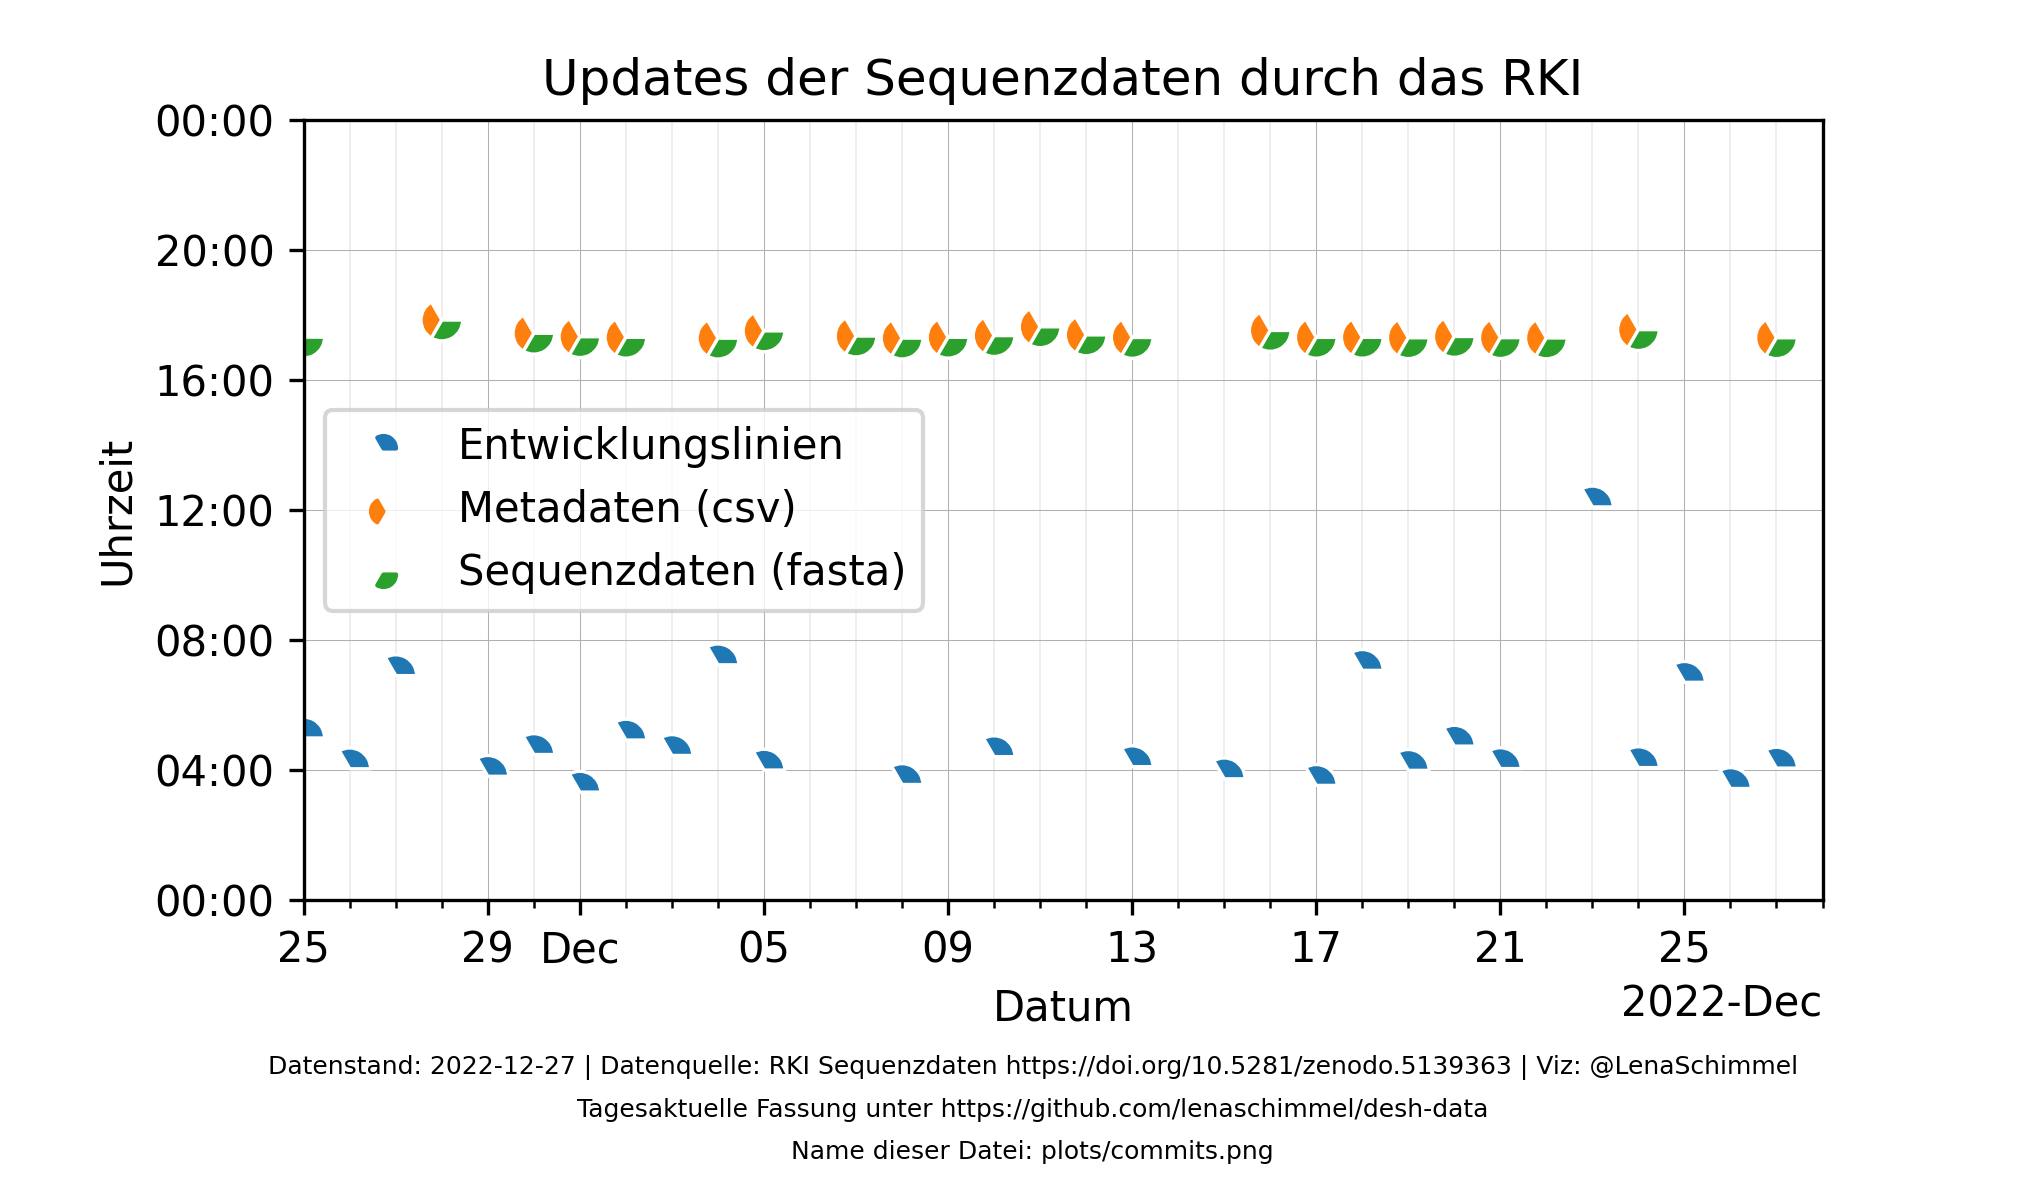 Updates der Sequenzdaten durch das RKI
00:00
20:00
16:00
12:00
08:00
04:00
00:00
Uhrzeit
Entwicklungslinien
Metadaten (csv)
Sequenzdaten (fasta)
25 29 Dec 05 09 13 17 21 25
Datum
2022-Dec
Datenstand: 2022-12-27 | Datenquelle: RKI Sequenzdaten https://doi.org/10.5281/zenodo.5139363 | Viz: @LenaSchimmel
Tagesaktuelle Fassung unter https://github.com/lenaschimmel/desh-data
Name dieser Datei: plots/commits.png